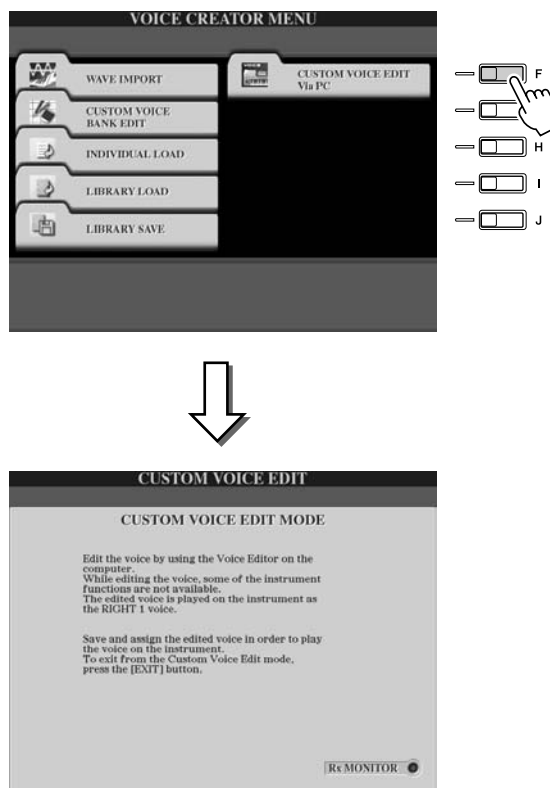 VOICE CREATOR MENU
WAVE IMPORT
CUSTOM VOICE
BANK EDIT
INDIVIDUAL LOAD
LIBRARY LOAD
LIBRARY SAVE
CUSTOM VOICE EDIT
Via PC
F
H
I
J
CUSTOM VOICE EDIT
CUSTOM VOICE EDIT MODE
Edit the voice by using the Voice Editor on the
computer.
While editing the voice, some of the instrument
functions are not available.
The edited voice is played on the instrument as
the RIGHT 1 voice.
Save and assign the edited voice in order to play
the voice on the instrument.
To exit from the Custom Voice Edit mode,
press the [EXIT] button.
Rx MONITOR